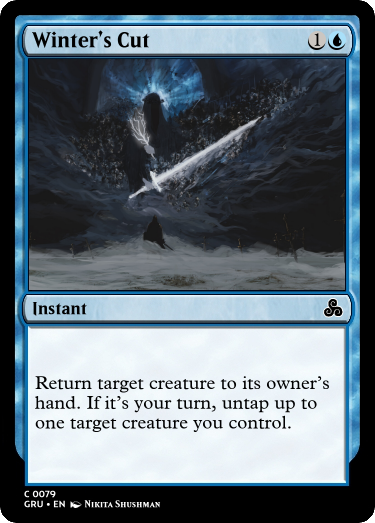 Winter's Cut 1
Instant
Return target creature to its owner's
hand. If it's your turn, untap up to
one target creature you control.
C 0079
GRU • EN Nikita Shushman